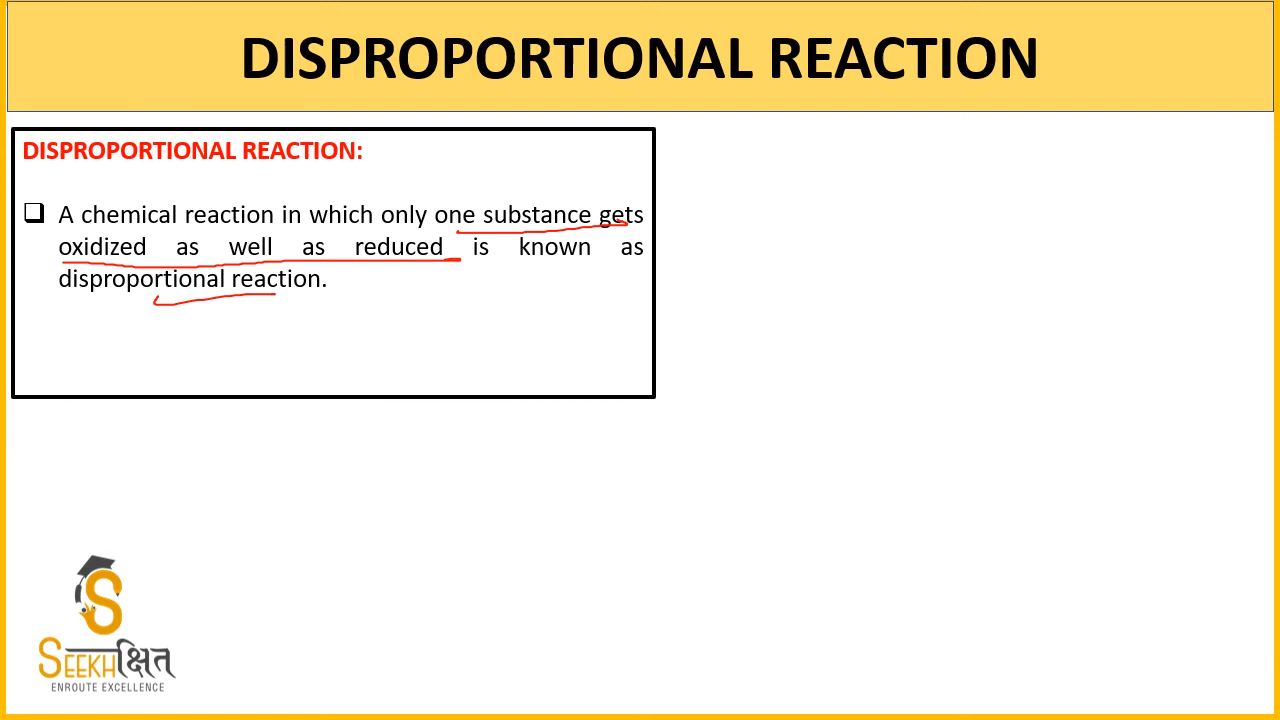 DISPROPORTIONAL REACTION
DISPROPORTIONAL REACTION:
A chemical reaction in which only one substance gets
oxidized as well as reduced is known as
disproportional reaction.
S
SEEKHक्षित
ENROUTE EXCELLENCE